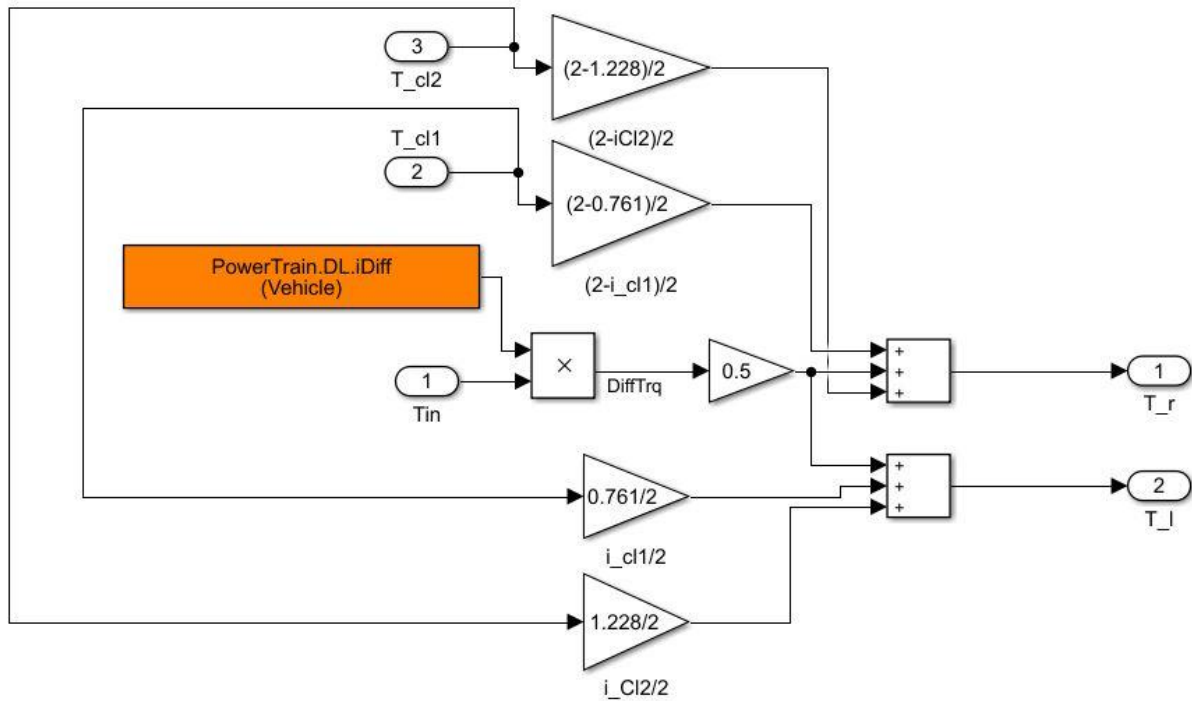 3
T_cl2
(2-1.228)/2
(2-iCl2)/2
T_cl1
2
(2-0.761)/2
(2-i_cl1)/2
PowerTrain.DL.iDiff
(Vehicle)
1
Tin
×
DiffTrq
0.5
+
+
+
1
T_r
+
+
+
2
T_l
0.761/2
i_cl1/2
1.228/2
i_Cl2/2